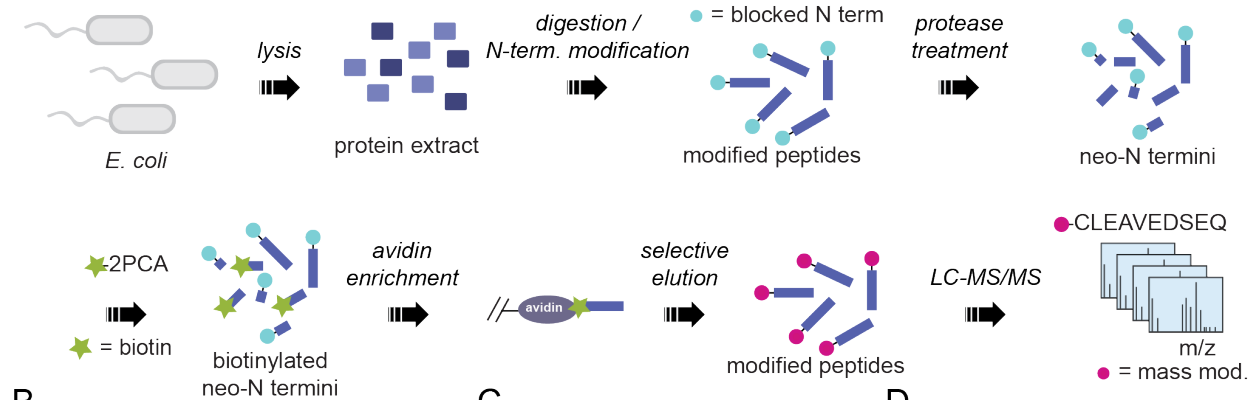 lysis
digestion /
N-term. modification
= blocked N term
protease
treatment
E. coli
protein extract
modified peptides
neo-N termini
-2PCA
= biotin
biotinylated
neo-N termini
avidin
enrichment
avidin
selective
elution
modified peptides
LC-MS/MS
-CLEAVEDSEQ
m/z
= mass mod.